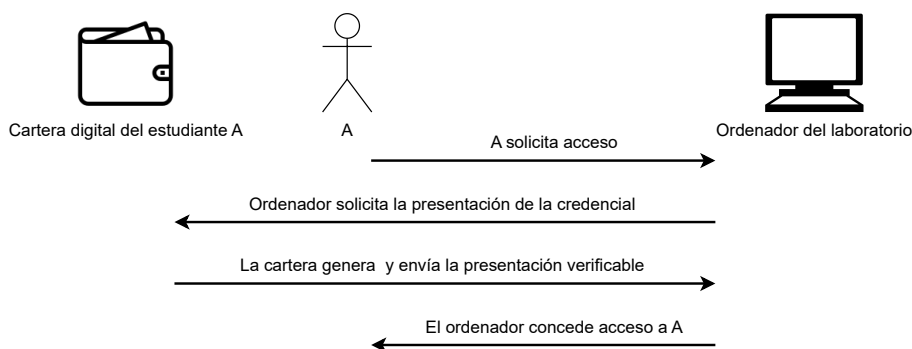 Cartera digital del estudiante A
A
Ordenador del laboratorio
A solicita acceso
Ordenador solicita la presentación de la credencial
La cartera genera y envía la presentación verificable
El ordenador concede acceso a A